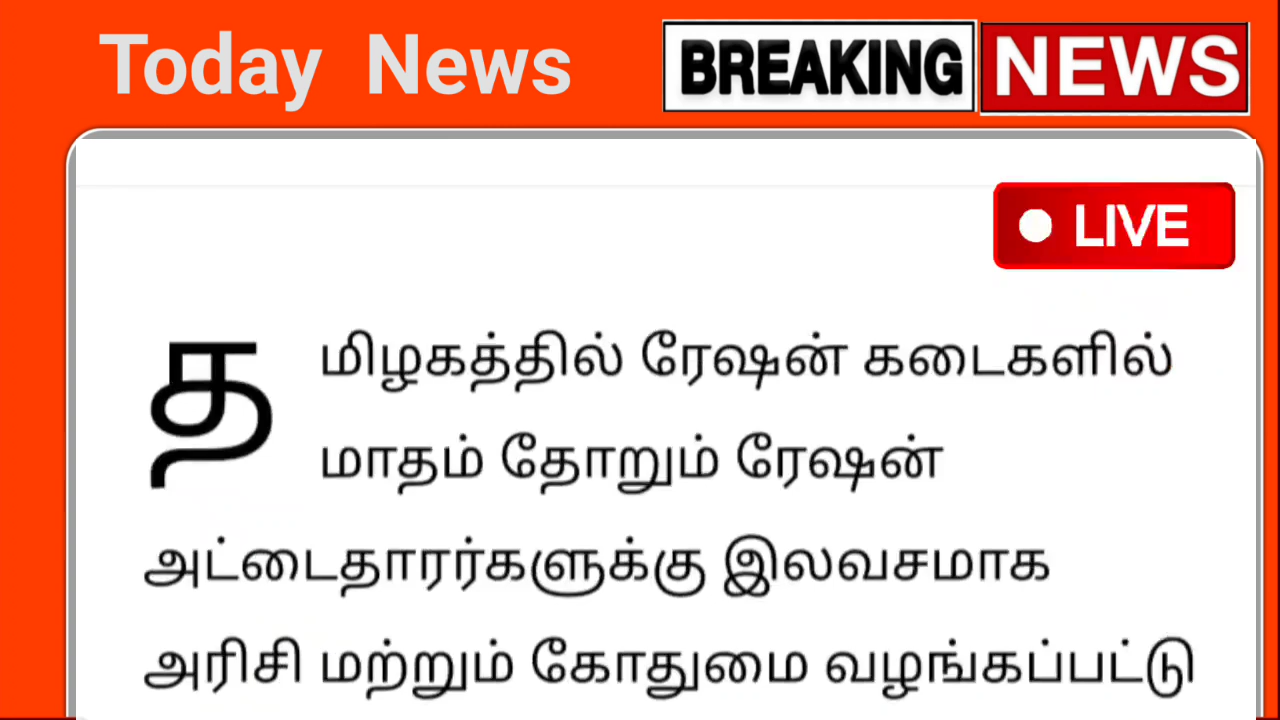 Today News
BREAKING NEWS
LIVE
தமிழகத்தில் ரேஷன் கடைகளில்
மாதம் தோறும் ரேஷன்
அட்டைதாரர்களுக்கு இலவசமாக
அரிசி மற்றும் கோதுமை வழங்கப்பட்டு